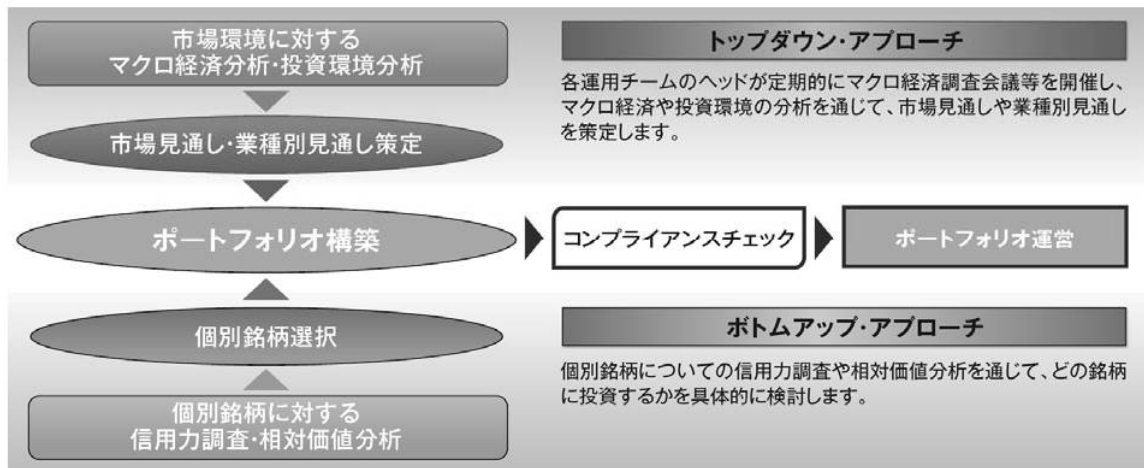 市場環境に対する
マクロ経済分析・投資環境分析
市場見通し・業種別見通し策定
トップダウン・アプローチ
各運用チームのヘッドが定期的にマクロ経済調査会議等を開催し、
マクロ経済や投資環境の分析を通じて、市場見通しや業種別見通し
を策定します。
ポートフォリオ構築
コンプライアンスチェック
ポートフォリオ運営
個別銘柄選択
個別銘柄に対する
信用力調査・相対価値分析
ボトムアップ・アプローチ
個別銘柄についての信用力調査や相対価値分析を通じて、どの銘柄
に投資するかを具体的に検討します。